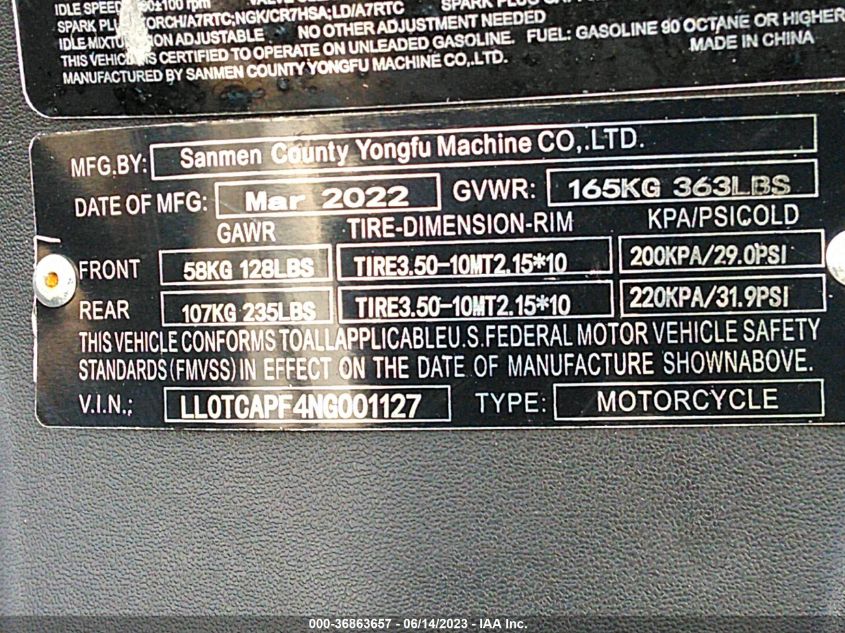 IDLE SPEED ±100 rpm
SPARK PLU TORCH/A7RTC;NGK/CR7HSA;LD/A7RTC
IDLE MIXTU NON ADJUSTABLE NO OTHER ADJUSTMENT NEEDED
THIS VEHICLE IS CERTIFIED TO OPERATE ON UNLEADED GASOLINE. FUEL: GASOLINE 90 OCTANE OR HIGHER
MANUFACTURED BY SANMEN COUNTY YONGFU MACHINE CO,.LTD. MADE IN CHINA
MFG.BY: Sanmen County Yongfu Machine CO,.LTD.
DATE OF MFG: Mar 2022 GVWR: 165KG 363LBS
GAWR TIRE-DIMENSION-RIM KPA/PSICOLD
FRONT 58KG 128LBS TIRE3.50-10MT2.15*10 200KPA/29.0PSI
REAR 107KG 235LBS TIRE3.50-10MT2.15*10 220KPA/31.9PSI
THIS VEHICLE CONFORMS TOALLAPPLICABLEU.S.FEDERAL MOTOR VEHICLE SAFETY
STANDARDS (FMVSS) IN EFFECT ON THE DATE OF MANUFACTURE SHOWNABOVE.
V.I.N.: LL0TCAPF4NG001127 TYPE: MOTORCYCLE
000-36863657 - 06/14/2023 - IAA Inc.